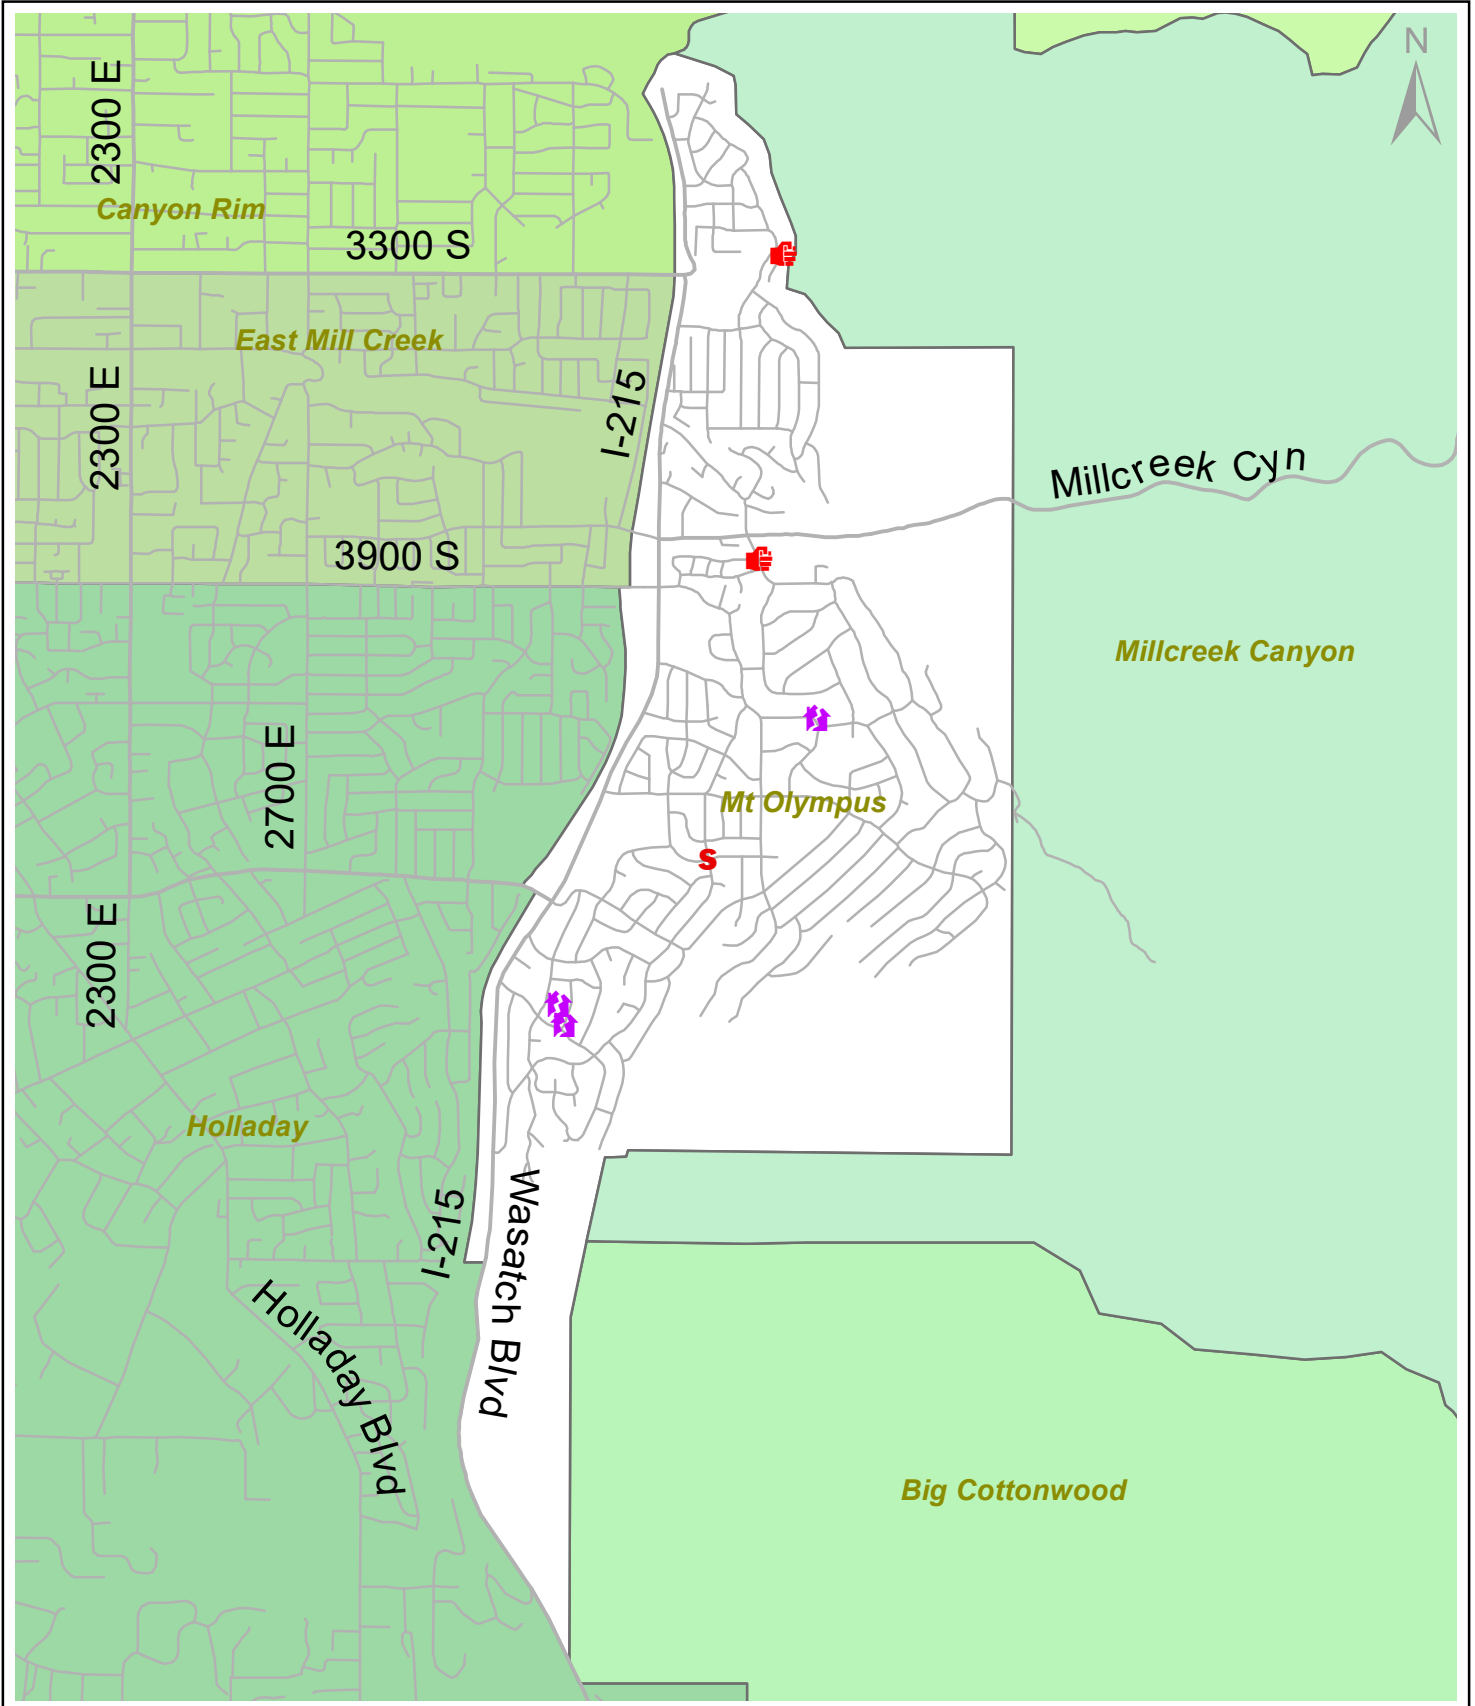 N
2300 E
Canyon Rim
3300 S
East Mill Creek
2300 E
I-215
Millcreek Cyn
3900 S
Millcreek Canyon
2700 E
Mt Olympus
S
2300 E
Holladay
I-215
Wasatch Blvd
Holladay Blvd
Big Cottonwood